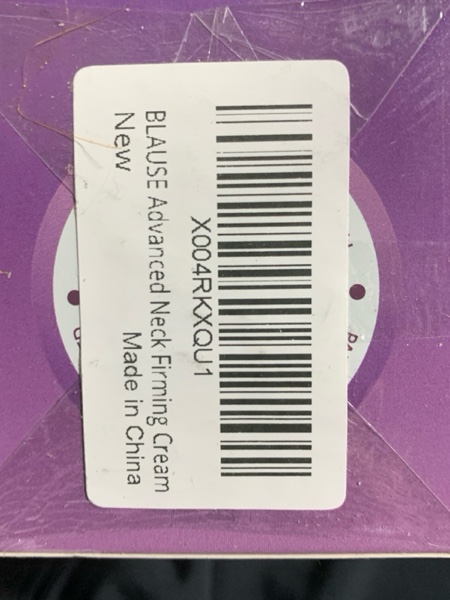 X004RKXQU1
BLAUSE Advanced Neck Firming Cream
New Made in China